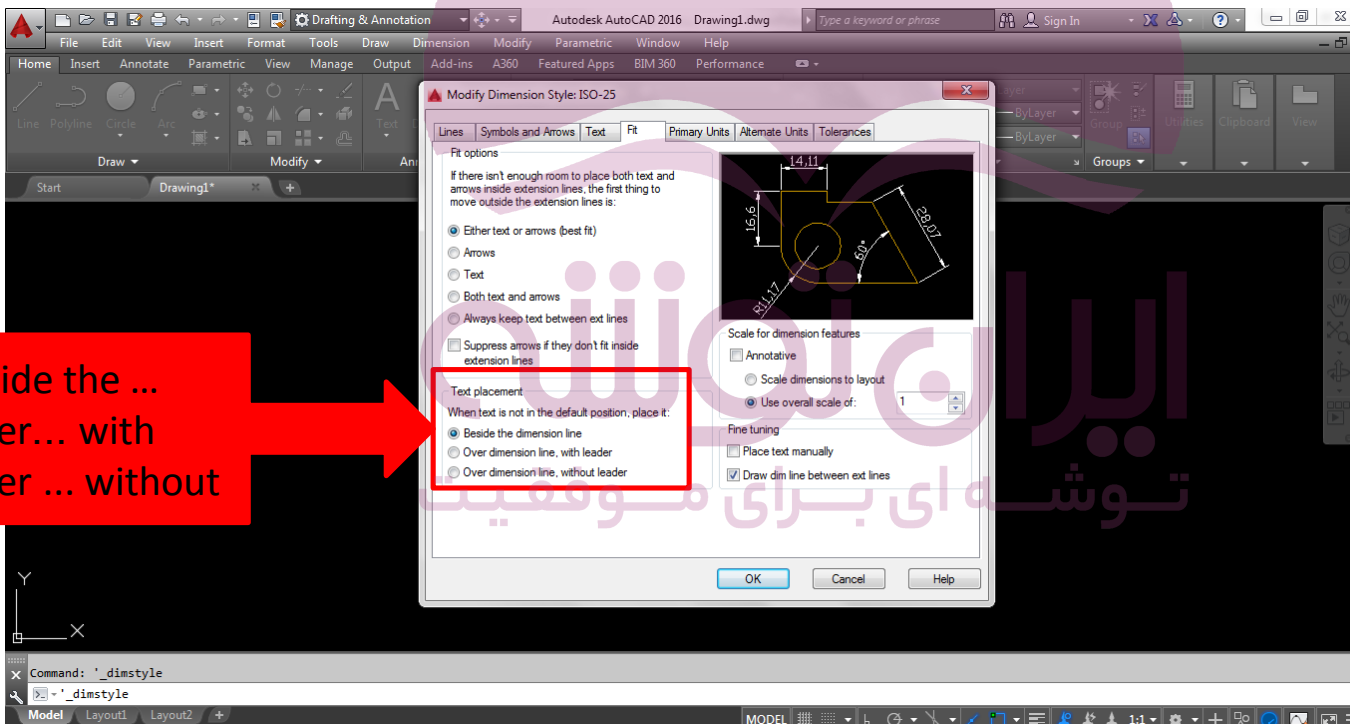 Drafting & Annotation
Autodesk AutoCAD 2016 Drawing1.dwg
Type a keyword or phrase
Sign In
File Edit View Insert Format Tools Draw Dimension Modify Parametric Window Help
Home Insert Annotate Parametric View Manage Output Add-ins A360 Featured Apps BIM 360 Performance
Line Polyline Circle Arc
Text
Group Utilities Clipboard View
ByLayer
ByLayer
Draw Modify
Groups
Start Drawing1* +
Modify Dimension Style: ISO-25
Lines Symbols and Arrows Text Fit Primary Units Alternate Units Tolerances
Fit options
If there isn't enough room to place both text and
arrows inside extension lines, the first thing to
move outside the extension lines is:
Either text or arrows (best fit)
Arrows
Text
Both text and arrows
Always keep text between ext lines
Suppress arrows if they don't fit inside
extension lines
Text placement
When text is not in the default position, place it:
Beside the dimension line
Over dimension line, with leader
Over dimension line, without leader
14,11
16,6
28,07
60°
R11,17
Scale for dimension features
Annotative
Scale dimensions to layout
Use overall scale of: 1
Fine tuning
Place text manually
Draw dim line between ext lines
OK Cancel Help
ide the ...
er... with
er ... without
ایران توشه
توشه ای برای موفقیت
Y
X
Command: '_dimstyle
'_dimstyle
Model Layout1 Layout2 +
MODEL 1:1